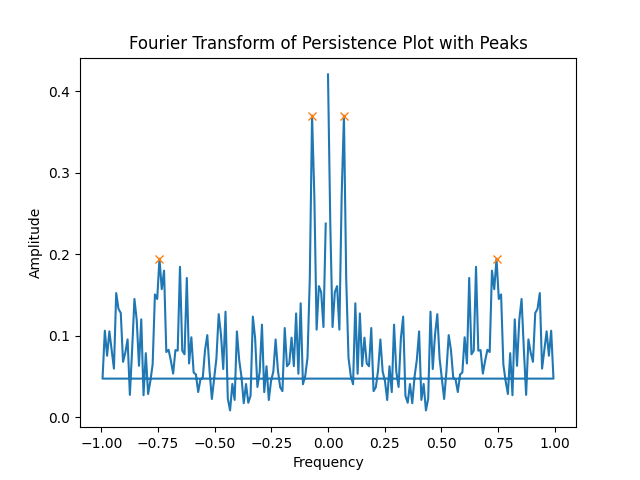 Fourier Transform of Persistence Plot with Peaks
0.4
0.3
0.2
0.1
0.0
Amplitude
−1.00 −0.75 −0.50 −0.25 0.00 0.25 0.50 0.75 1.00
Frequency